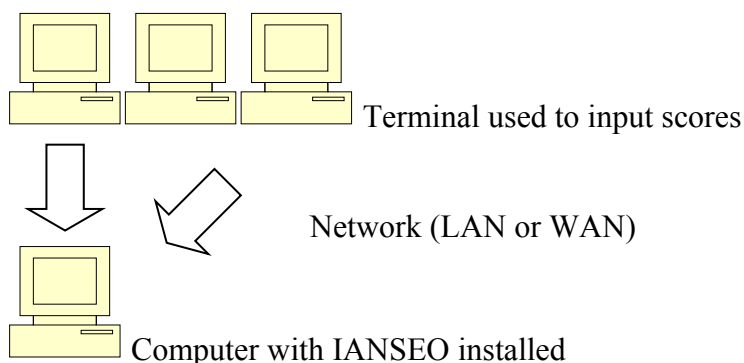 Terminal used to input scores
Network (LAN or WAN)
Computer with IANSEO installed